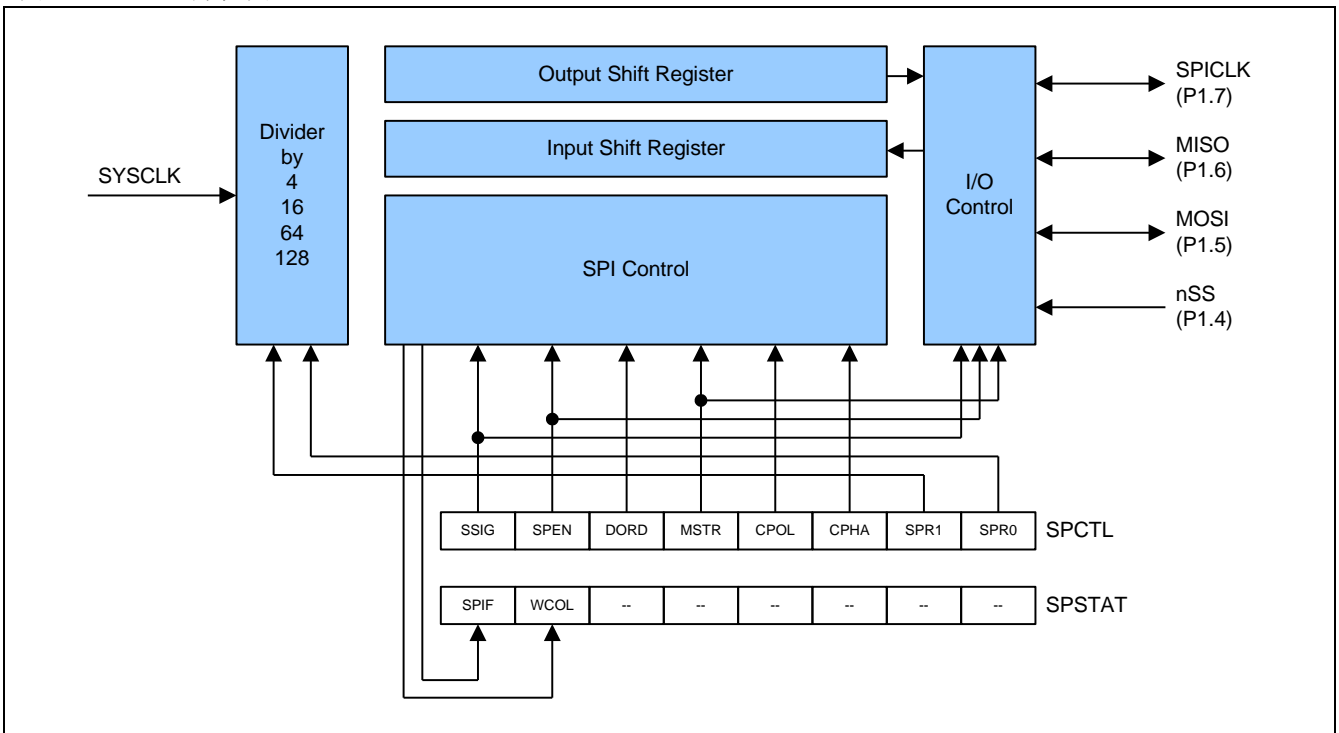 Output Shift Register
Input Shift Register
SPI Control
Divider
by
4
16
64
128
SYSCLK
I/O
Control
SPICLK
(P1.7)
MISO
(P1.6)
MOSI
(P1.5)
nSS
(P1.4)
SSIG SPEN DORD MSTR CPOL CPHA SPR1 SPR0 SPCTL
SPIF WCOL -- -- -- -- -- -- SPSTAT